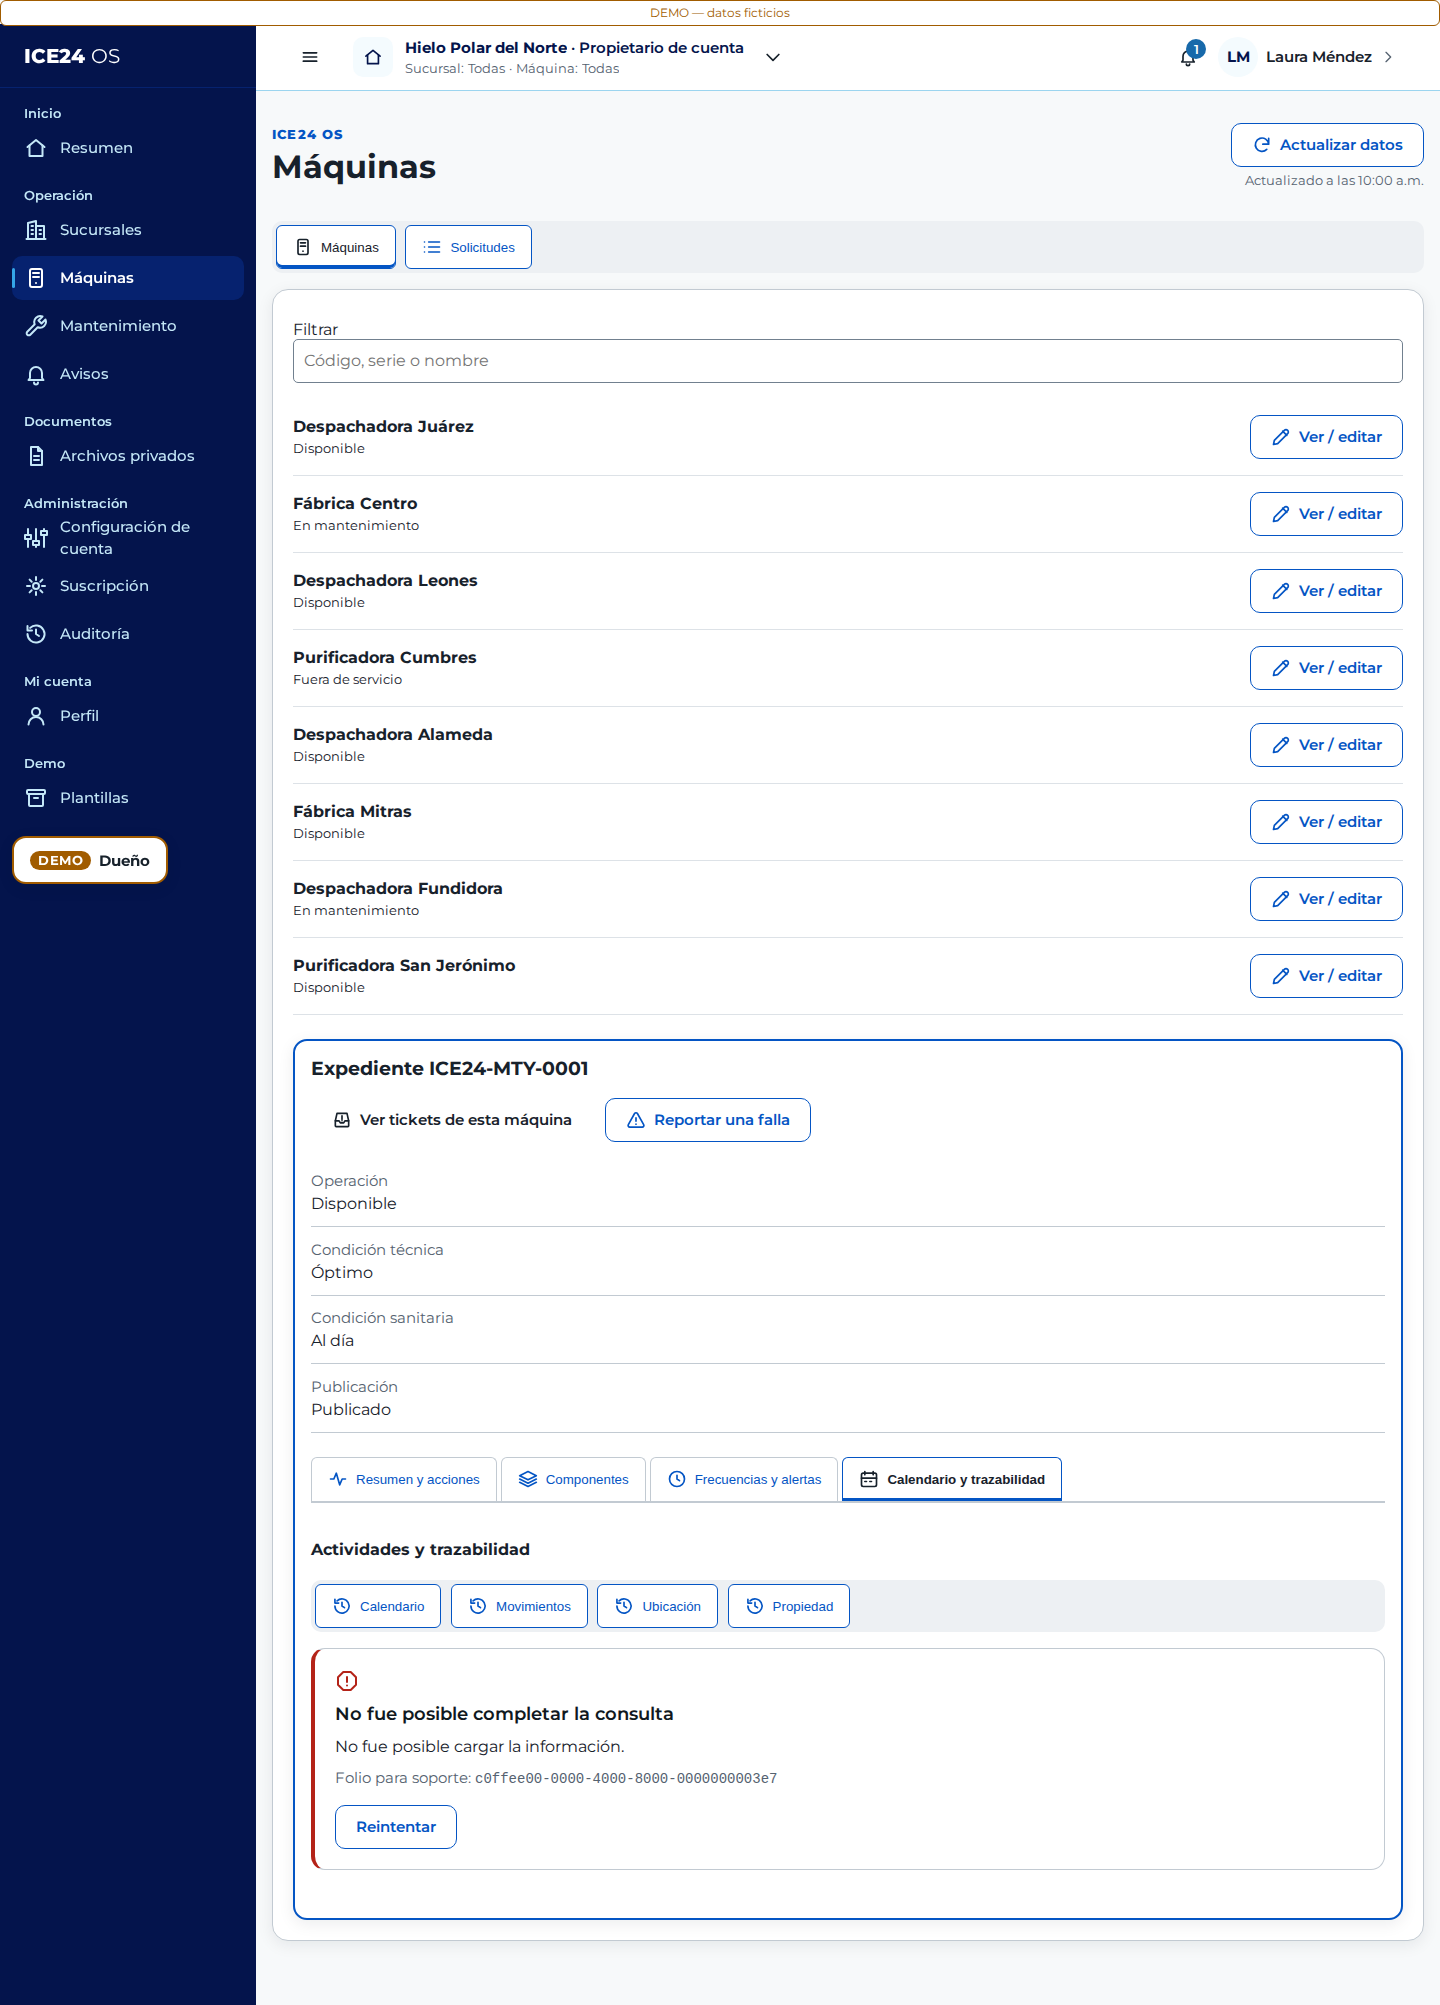 DEMO — datos ficticios
ICE24 OS
Inicio
Resumen
Operación
Sucursales
Máquinas
Mantenimiento
Avisos
Documentos
Archivos privados
Administración
Configuración de
cuenta
Suscripción
Auditoría
Mi cuenta
Perfil
Demo
Plantillas
DEMO Dueño
Hielo Polar del Norte · Propietario de cuenta
Sucursal: Todas · Máquina: Todas
1
LM Laura Méndez
ICE24 OS
Máquinas
Actualizar datos
Actualizado a las 10:00 a.m.
Máquinas Solicitudes
Filtrar
Código, serie o nombre
Despachadora Juárez
Disponible
Ver / editar
Fábrica Centro
En mantenimiento
Ver / editar
Despachadora Leones
Disponible
Ver / editar
Purificadora Cumbres
Fuera de servicio
Ver / editar
Despachadora Alameda
Disponible
Ver / editar
Fábrica Mitras
Disponible
Ver / editar
Despachadora Fundidora
En mantenimiento
Ver / editar
Purificadora San Jerónimo
Disponible
Ver / editar
Expediente ICE24-MTY-0001
Ver tickets de esta máquina Reportar una falla
Operación
Disponible
Condición técnica
Óptimo
Condición sanitaria
Al día
Publicación
Publicado
Resumen y acciones Componentes Frecuencias y alertas Calendario y trazabilidad
Actividades y trazabilidad
Calendario Movimientos Ubicación Propiedad
No fue posible completar la consulta
No fue posible cargar la información.
Folio para soporte: c0ffee00-0000-4000-8000-0000000003e7
Reintentar